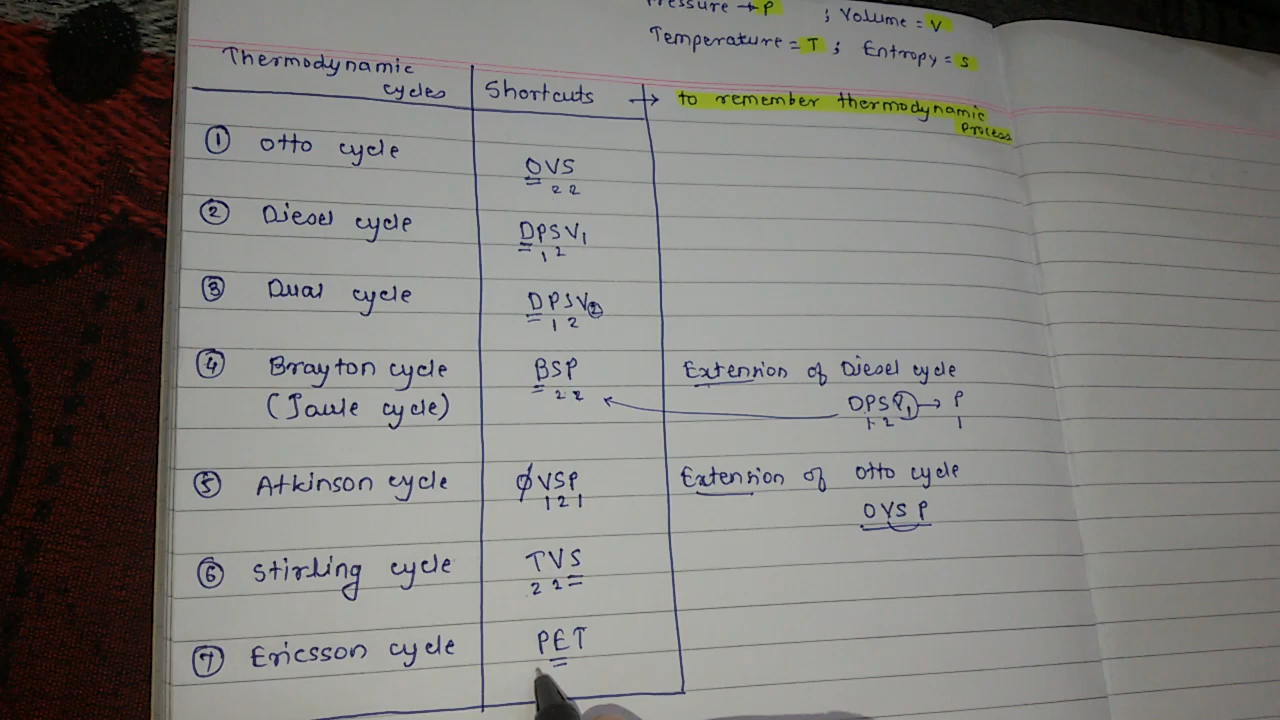 Pressure → P ; Volume = V
Temperature = T ; Entropy = S
Thermodynamic cycles
Shortcuts → to remember thermodynamic process
① Otto cycle
OVS
2 2
② Diesel cycle
DPSV1
1 2
③ Dual cycle
DPSV②
1 2
④ Brayton cycle
BSP
2 2
Extension of Diesel cycle
(Joule cycle)
DPSV1 → P
1 2 1
⑤ Atkinson cycle
OVSP
1 2 1
Extension of Otto cycle
OVSP
⑥ Stirling cycle
TVS
2 2
⑦ Ericsson cycle
PET